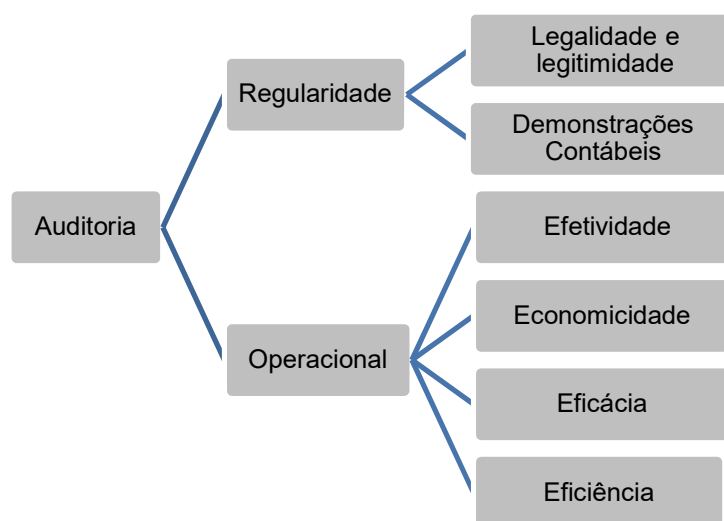 Auditoria
Regularidade
Legalidade e
legitimidade
Demonstrações
Contábeis
Operacional
Efetividade
Economicidade
Eficácia
Eficiência